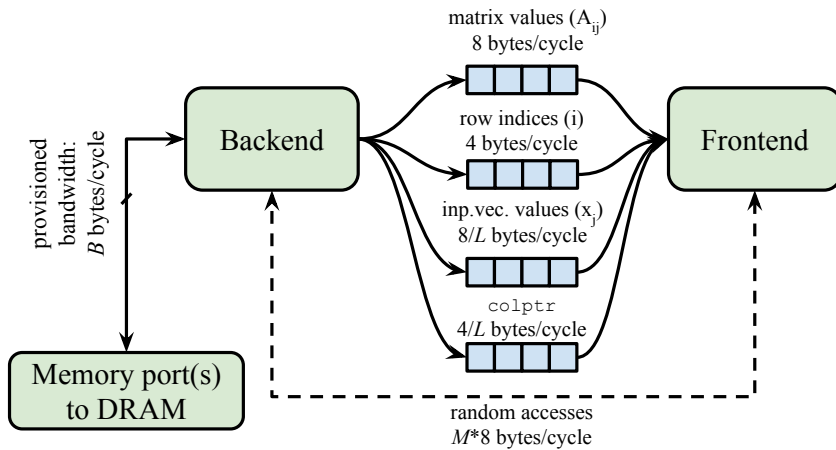 matrix values (A_ij)
8 bytes/cycle
Backend
Frontend
row indices (i)
4 bytes/cycle
provisioned
bandwidth:
B bytes/cycle
inp.vec. values (x_j)
8/L bytes/cycle
colptr
4/L bytes/cycle
Memory port(s)
to DRAM
random accesses
M*8 bytes/cycle